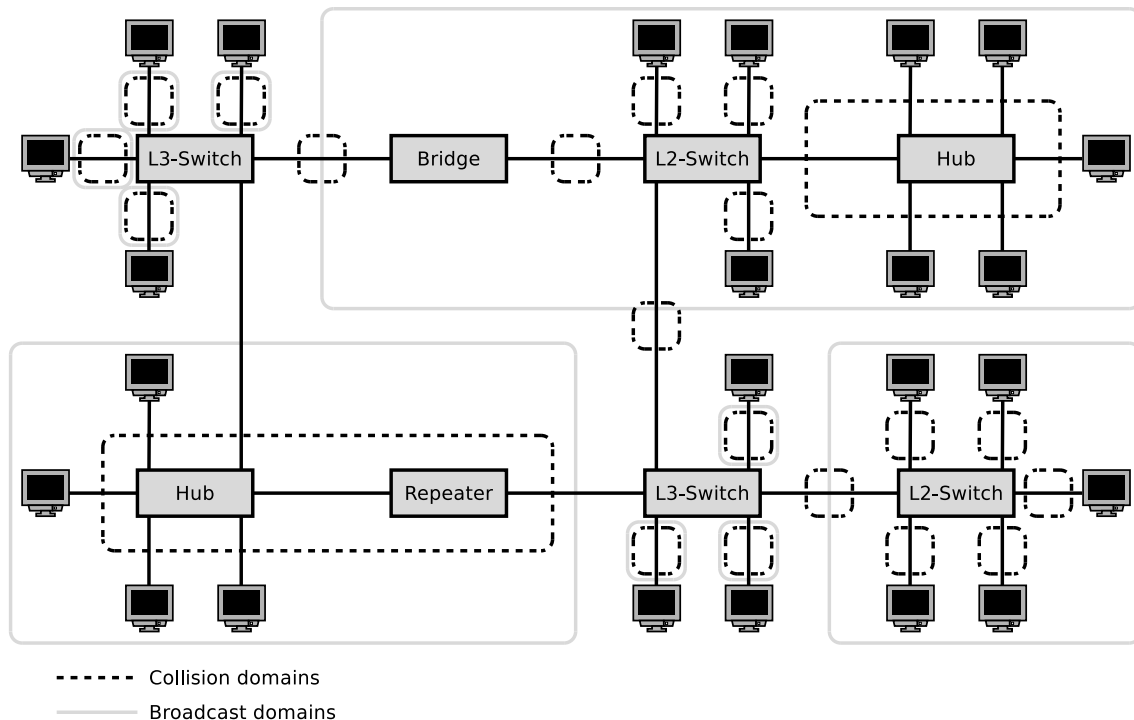 L3-Switch
Bridge
L2-Switch
Hub
Hub
Repeater
L3-Switch
L2-Switch
Collision domains
Broadcast domains